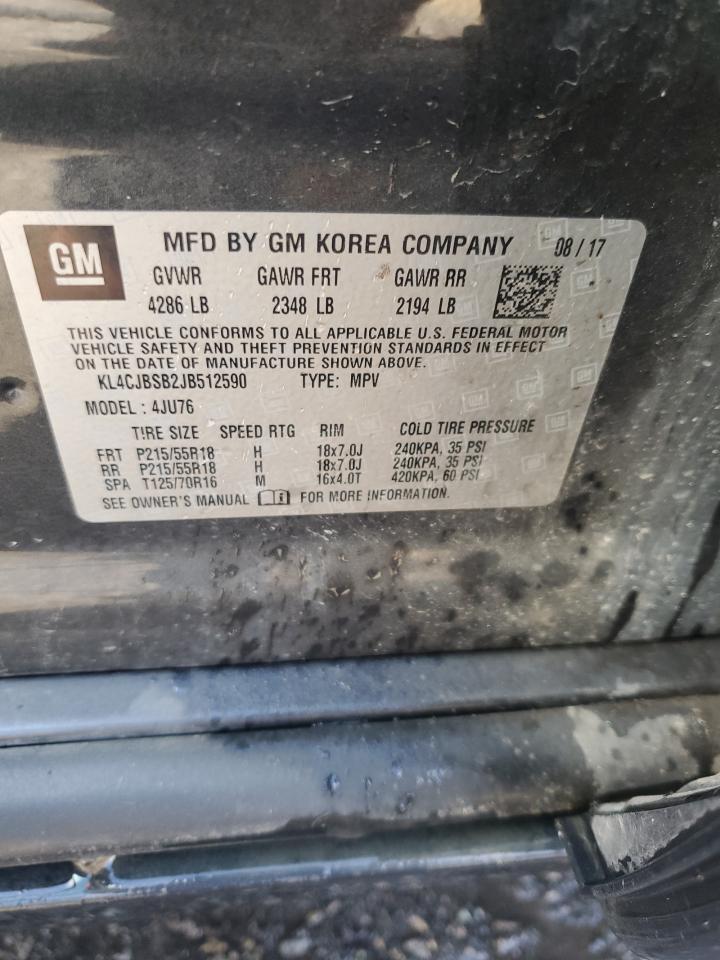 GM MFD BY GM KOREA COMPANY 08/17
GVWR GAWR FRT GAWR RR
4286 LB 2348 LB 2194 LB
THIS VEHICLE CONFORMS TO ALL APPLICABLE U.S. FEDERAL MOTOR
VEHICLE SAFETY AND THEFT PREVENTION STANDARDS IN EFFECT
ON THE DATE OF MANUFACTURE SHOWN ABOVE.
KL4CJBSB2JB512590 TYPE: MPV
MODEL : 4JU76
TIRE SIZE SPEED RTG RIM COLD TIRE PRESSURE
FRT P215/55R18 H 18x7.0J 240KPA, 35 PSI
RR P215/55R18 H 18x7.0J 240KPA, 35 PSI
SPA T125/70R16 M 16x4.0T 420KPA, 60 PSI
SEE OWNER'S MANUAL FOR MORE INFORMATION.